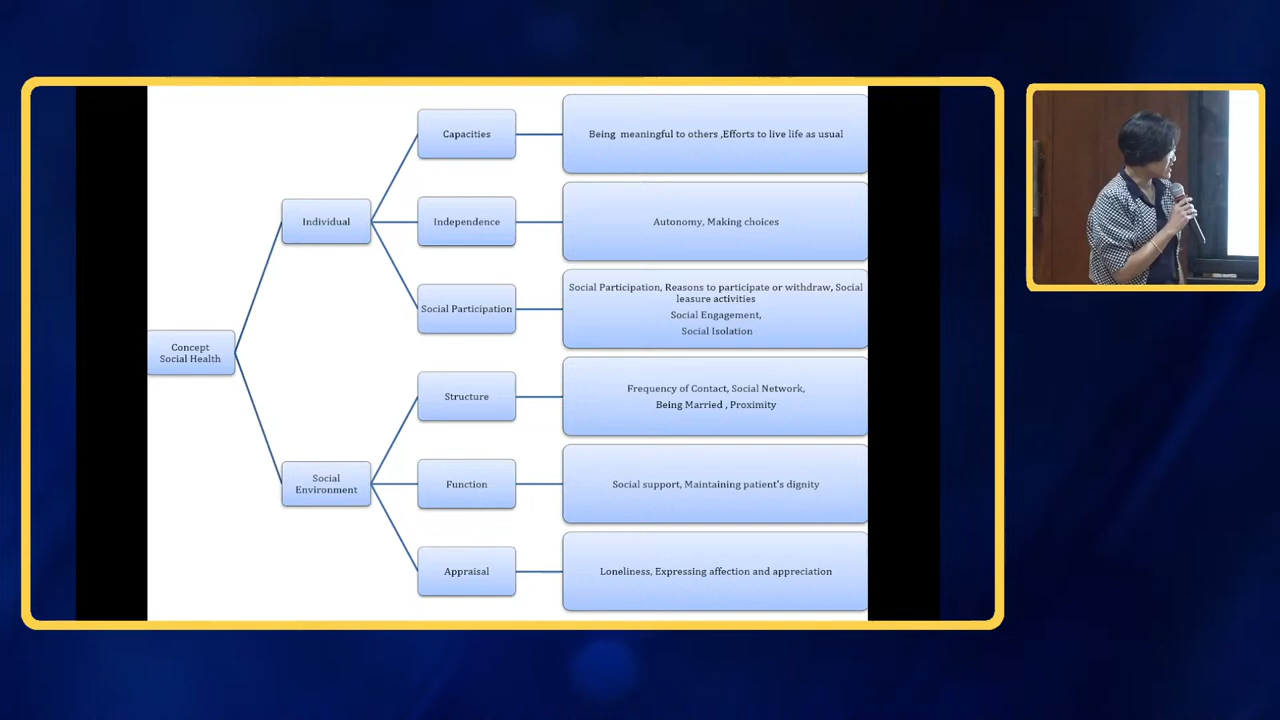 Concept
Social Health
Individual
Capacities
Being meaningful to others ,Efforts to live life as usual
Independence
Autonomy, Making choices
Social Participation
Social Participation, Reasons to participate or withdraw, Social
leasure activities
Social Engagement,
Social Isolation
Social
Environment
Structure
Frequency of Contact, Social Network,
Being Married , Proximity
Function
Social support, Maintaining patient's dignity
Appraisal
Loneliness, Expressing affection and appreciation